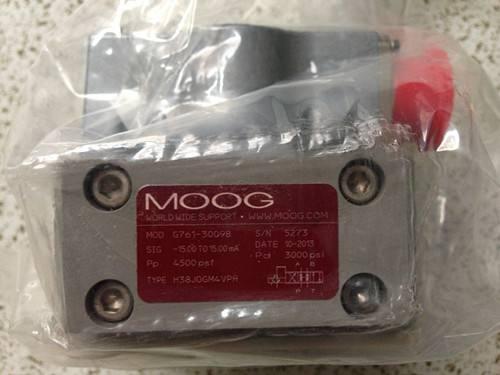 MOOG
WORLD WIDE SUPPORT • WWW.MOOG.COM
MOD G761-3009B S/N 5273
SIG -15.00 TO 15.00 mA DATE 10-2013
Pp 4500 psi Pd 3000 psi
TYPE H38JOGM4VPH
A B
P T